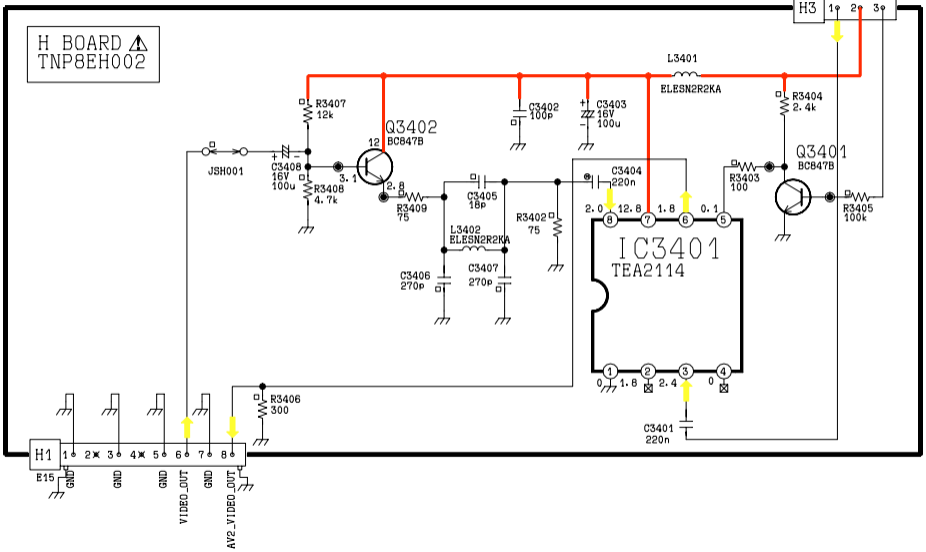 H3 1 2 3
H BOARD ⚠
TNP8EH002
L3401
ELESN2R2KA
R3407
12k
C3402
100p
+ C3403
16V
- 100u
R3404
2.4k
Q3402
BC847B
12
3.1
2.8
JSH001
+ -
C3408
16V
100u
R3408
4.7k
R3409
75
C3405
18p
L3402
ELESN2R2KA
C3406
270p
C3407
270p
R3402
75
C3404
220n
R3403
100
Q3401
BC847B
R3405
100k
2.0 12.8 1.8 0.1
8 7 6 5
IC3401
TEA2114
1 2 3 4
0 1.8 2.4 0
C3401
220n
R3406
300
H1 1 2 3 4 5 6 7 8
E15
GND
GND
GND
VIDEO_OUT
GND
AV2_VIDEO_OUT